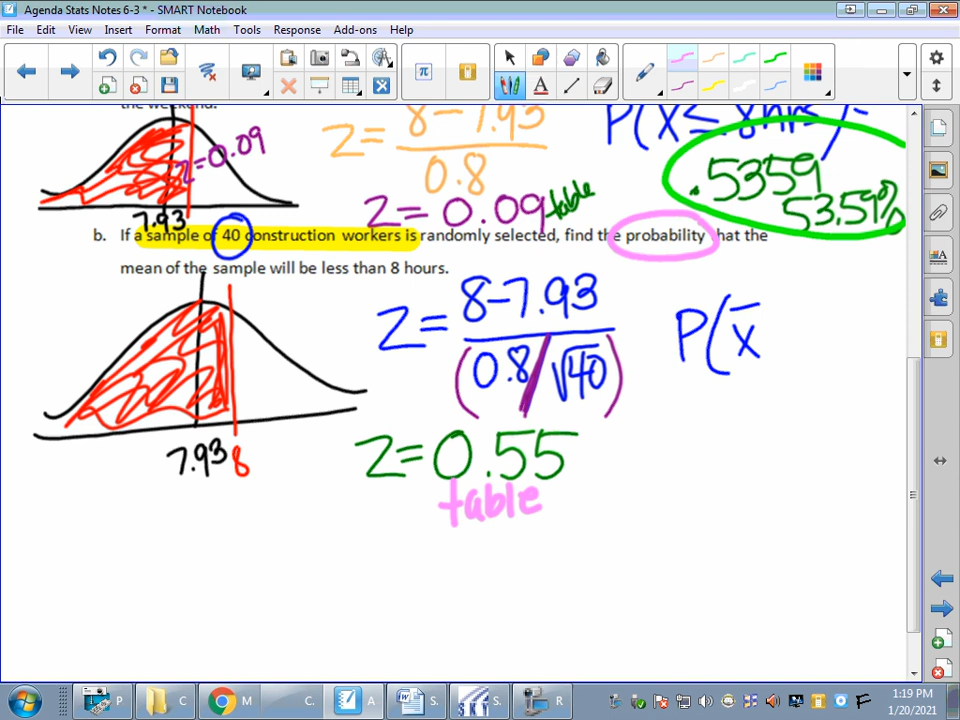 Agenda Stats Notes 6-3 * - SMART Notebook
File Edit View Insert Format Math Tools Response Add-ons Help
the weekend.
z=0.09
7.93
Z= 8-7.93
0.8
Z= 0.09 table
P(x ≤ 8hrs)=
.5359
53.59%
b. If a sample of 40 construction workers is randomly selected, find the probability that the
mean of the sample will be less than 8 hours.
7.93 8
Z= 8-7.93
(0.8/√40)
Z= 0.55
table
P(x̄
P C M C. A S. S. R
1:19 PM
1/20/2021